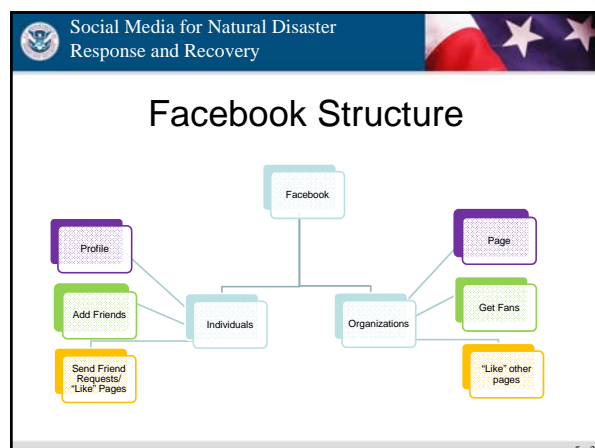 Social Media for Natural Disaster
Response and Recovery
Facebook Structure
Facebook
Profile
Add Friends
Send Friend
Requests/
"Like" Pages
Individuals
Organizations
Page
Get Fans
"Like" other
pages